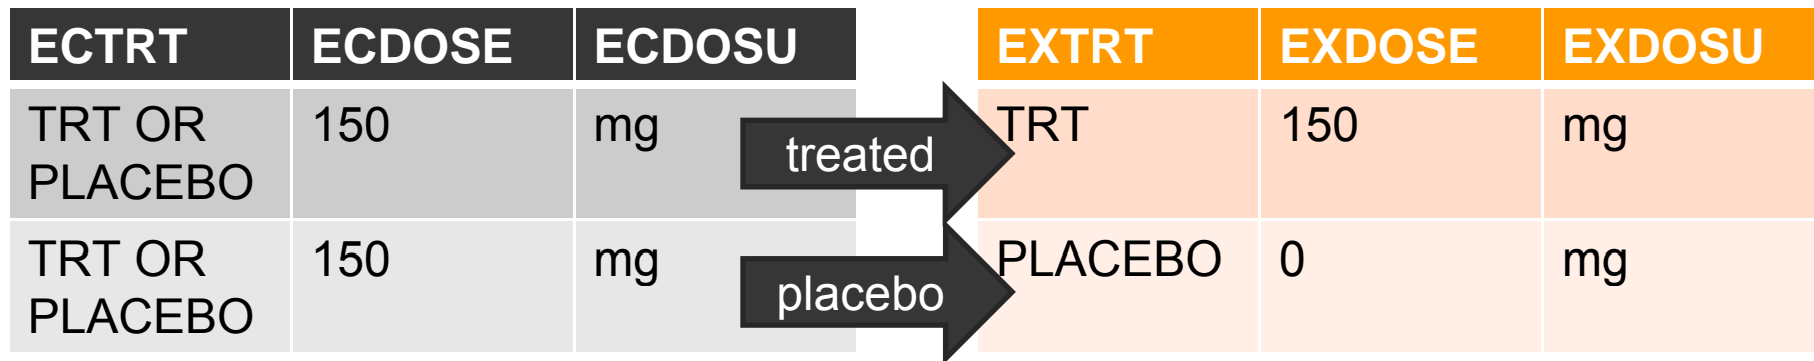 ECTRT ECDOSE ECDOSU EXTRT EXDOSE EXDOSU
TRT OR 150 mg treated TRT 150 mg
PLACEBO
TRT OR 150 mg placebo PLACEBO 0 mg
PLACEBO